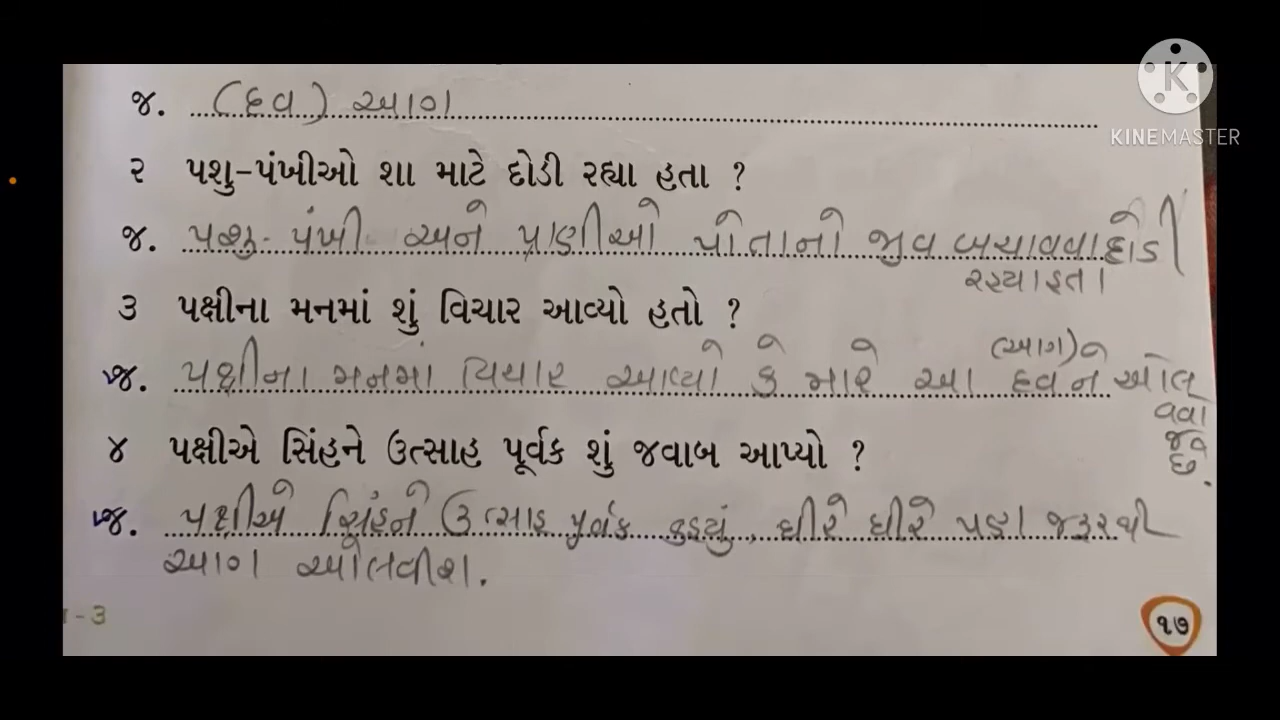 KINEMASTER
જ. (દવ) આગ
૨ પશુ-પંખીઓ શા માટે દોડી રહ્યા હતા ?
જ. પશુ-પંખી અને પ્રાણીઓ પોતાનો જીવ બચાવવા દોડી
રહ્યા હતા
૩ પક્ષીના મનમાં શું વિચાર આવ્યો હતો ?
(આગ)ને
જ. પક્ષીના મનમાં વિચાર આવ્યો કે મારે આ દવને ઓલ
વવા
જવુ
છે.
૪ પક્ષીએ સિંહને ઉત્સાહ પૂર્વક શું જવાબ આપ્યો ?
જ. પક્ષીએ સિંહને ઉત્સાહ પુર્વક કહ્યું, ધીરે ધીરે પણ જરૂરથી
આગ ઓલવીશ.
- 3
૧૭